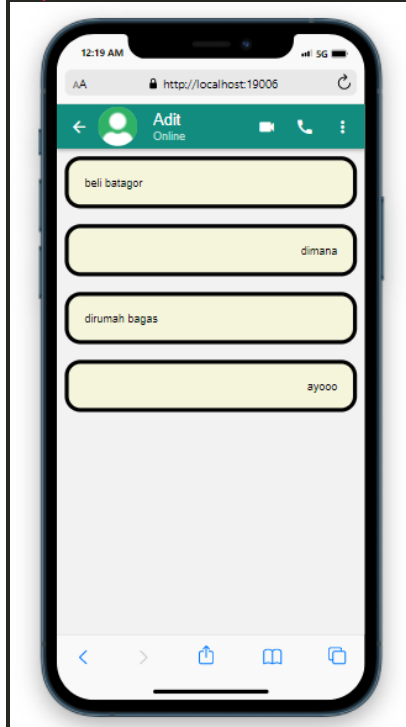 12:19 AM
5G
AA
http://localhost:19006
Adit
Online
beli batagor
dimana
dirumah bagas
ayooo